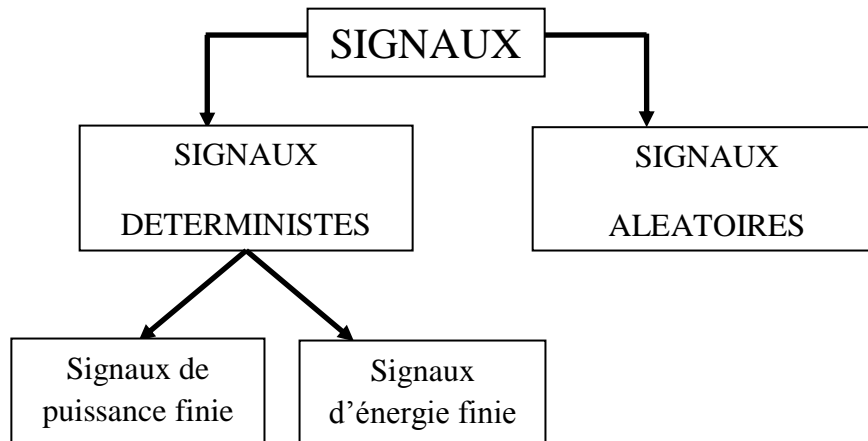 SIGNAUX
SIGNAUX
DETERMINISTES
SIGNAUX
ALEATOIRES
Signaux de
puissance finie
Signaux
d’énergie finie